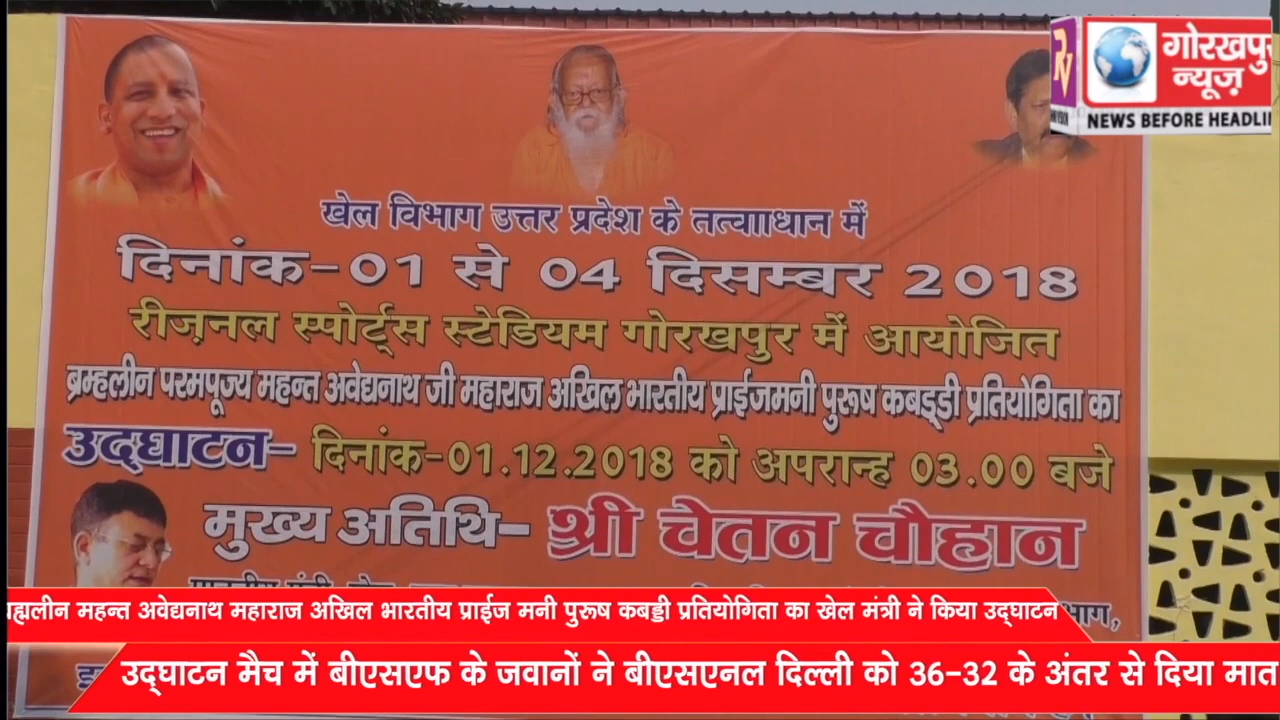 गोरखपुर
न्यूज़
NEWS BEFORE HEADLI
खेल विभाग उत्तर प्रदेश के तत्वााधान में
दिनांक-01 से 04 दिसम्बर 2018
रीज़नल स्पोर्ट्स स्टेडियम गोरखपुर में आयोजित
ब्रम्हलीन परमपूज्य महन्त अवेद्यनाथ जी महाराज अखिल भारतीय प्राईजमनी पुरूष कबड्डी प्रतियोगिता का
उद्घाटन- दिनांक-01.12.2018 को अपरान्ह 03.00 बजे
मुख्य अतिथि- श्री चेतन चौहान
महन्त अवेद्यनाथ महाराज अखिल भारतीय प्राईज मनी पुरूष कबड्डी प्रतियोगिता का खेल मंत्री ने किया उद्घाटन
उद्घाटन मैच में बीएसएफ के जवानों ने बीएसएनल दिल्ली को 36-32 के अंतर से दिया मात